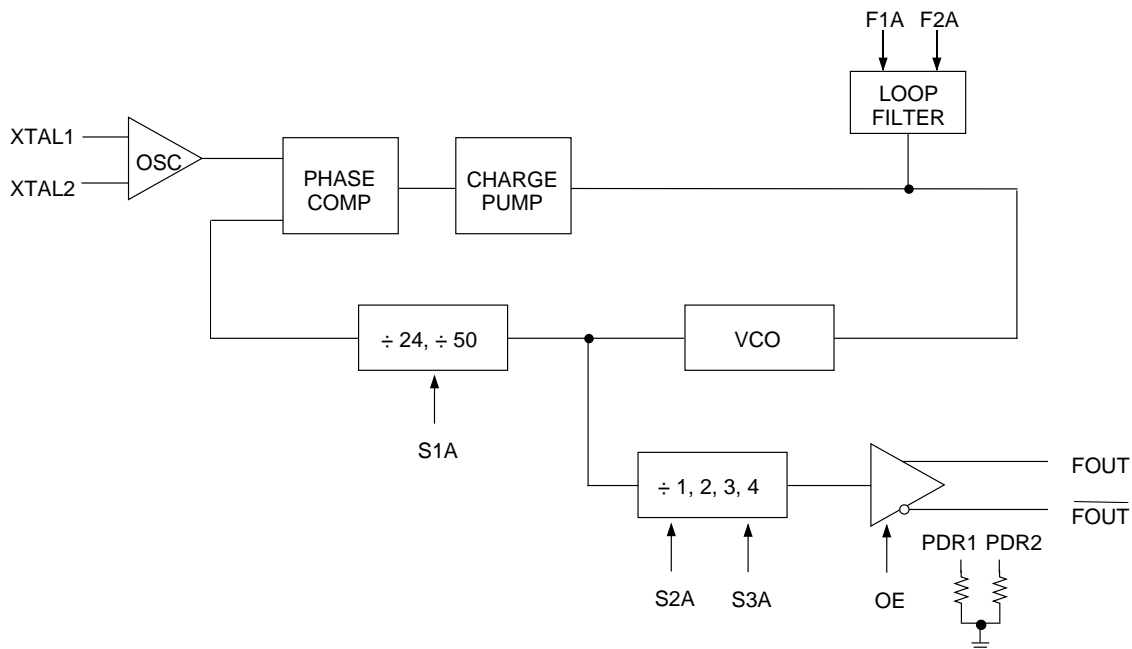 F1A F2A
LOOP
FILTER
XTAL1
OSC
XTAL2
PHASE
COMP
CHARGE
PUMP
÷ 24, ÷ 50
VCO
S1A
÷ 1, 2, 3, 4
FOUT
FOUT
PDR1 PDR2
S2A S3A OE